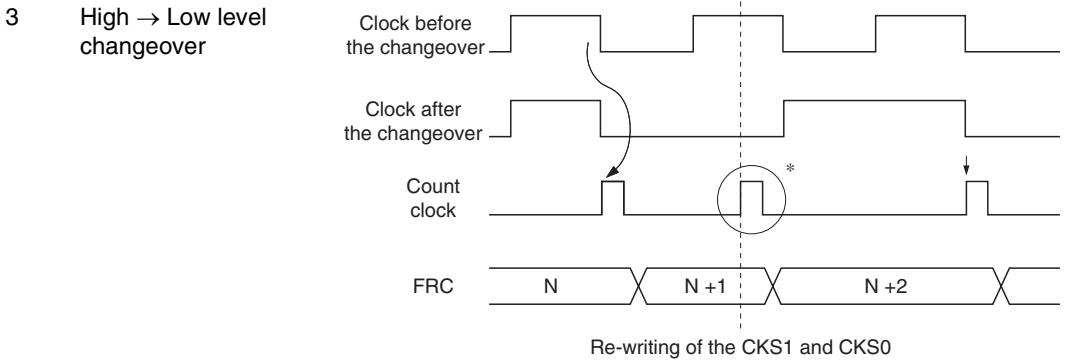 3 High → Low level
changeover
Clock before
the changeover
Clock after
the changeover
Count
clock
*
FRC N N +1 N +2
Re-writing of the CKS1 and CKS0